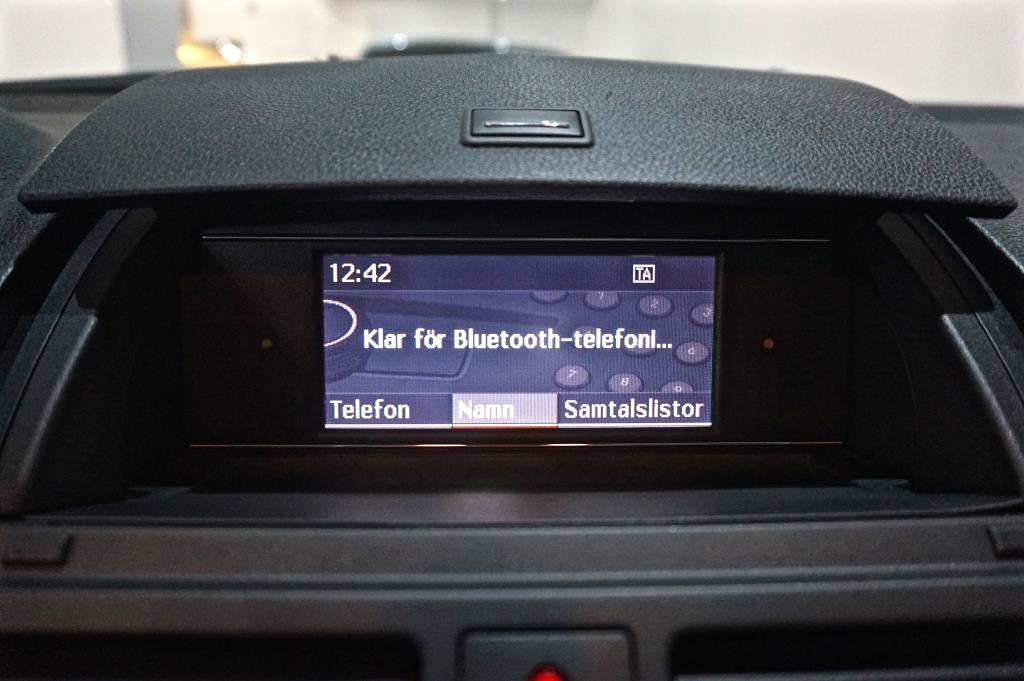 12:42 TA
Klar för Bluetooth-telefoni...
Telefon Namn Samtalslistor